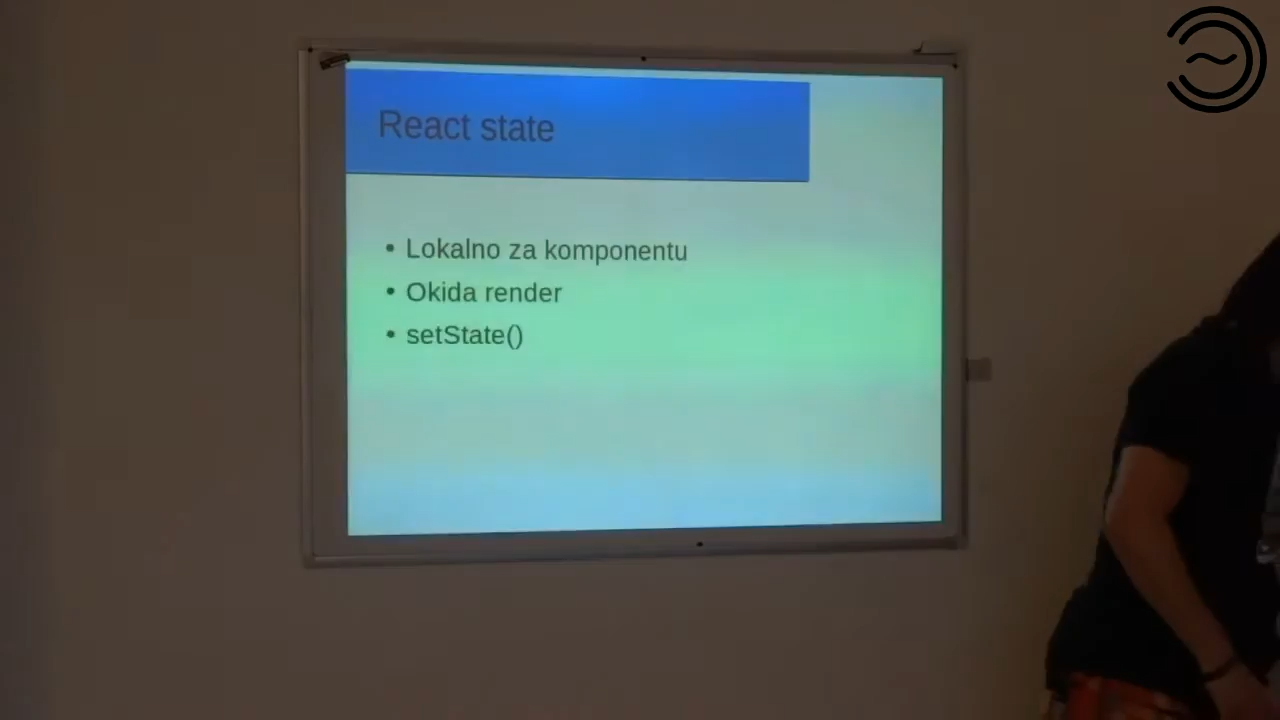 React state
• Lokalno za komponentu
• Okida render
• setState()